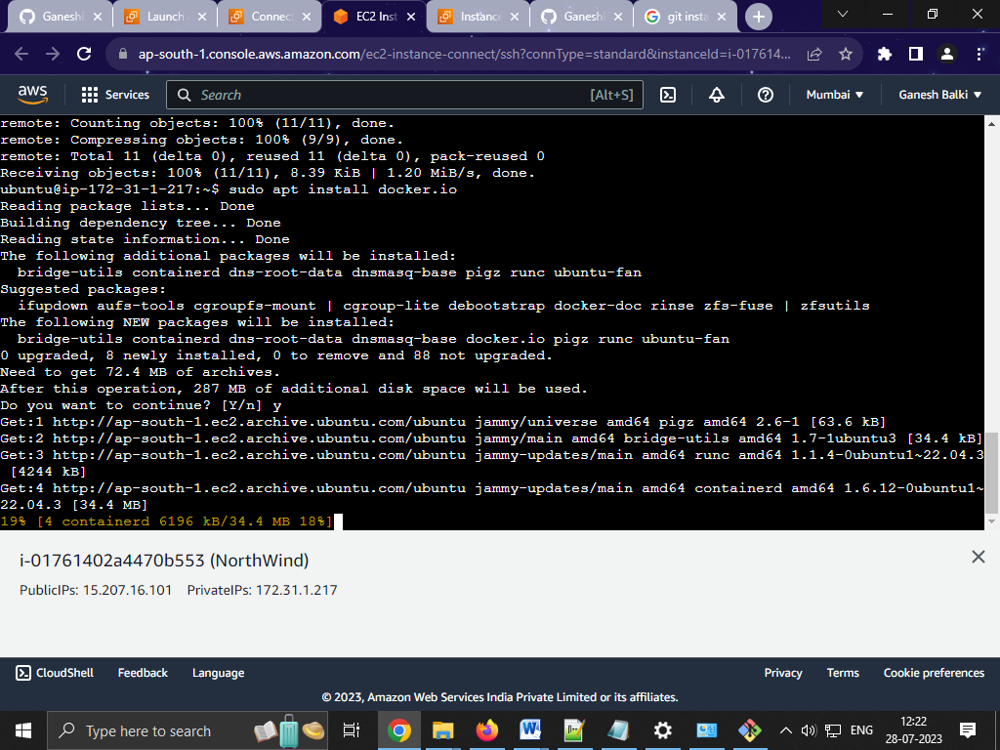 Ganeshl
Launch
Connec
EC2 Inst
Instance
Ganeshl
git insta
ap-south-1.console.aws.amazon.com/ec2-instance-connect/ssh?connType=standard&instanceId=i-017614...
aws
Services
Search
[Alt+S]
Mumbai
Ganesh Balki
remote: Counting objects: 100% (11/11), done.
remote: Compressing objects: 100% (9/9), done.
remote: Total 11 (delta 0), reused 11 (delta 0), pack-reused 0
Receiving objects: 100% (11/11), 8.39 KiB | 1.20 MiB/s, done.
ubuntu@ip-172-31-1-217:~$ sudo apt install docker.io
Reading package lists... Done
Building dependency tree... Done
Reading state information... Done
The following additional packages will be installed:
  bridge-utils containerd dns-root-data dnsmasq-base pigz runc ubuntu-fan
Suggested packages:
  ifupdown aufs-tools cgroupfs-mount | cgroup-lite debootstrap docker-doc rinse zfs-fuse | zfsutils
The following NEW packages will be installed:
  bridge-utils containerd dns-root-data dnsmasq-base docker.io pigz runc ubuntu-fan
0 upgraded, 8 newly installed, 0 to remove and 88 not upgraded.
Need to get 72.4 MB of archives.
After this operation, 287 MB of additional disk space will be used.
Do you want to continue? [Y/n] y
Get:1 http://ap-south-1.ec2.archive.ubuntu.com/ubuntu jammy/universe amd64 pigz amd64 2.6-1 [63.6 kB]
Get:2 http://ap-south-1.ec2.archive.ubuntu.com/ubuntu jammy/main amd64 bridge-utils amd64 1.7-1ubuntu3 [34.4 kB]
Get:3 http://ap-south-1.ec2.archive.ubuntu.com/ubuntu jammy-updates/main amd64 runc amd64 1.1.4-0ubuntu1~22.04.3
 [4244 kB]
Get:4 http://ap-south-1.ec2.archive.ubuntu.com/ubuntu jammy-updates/main amd64 containerd amd64 1.6.12-0ubuntu1~
22.04.3 [34.4 MB]
19% [4 containerd 6196 kB/34.4 MB 18%]
i-01761402a4470b553 (NorthWind)
PublicIPs: 15.207.16.101 PrivateIPs: 172.31.1.217
CloudShell
Feedback
Language
Privacy
Terms
Cookie preferences
© 2023, Amazon Web Services India Private Limited or its affiliates.
Type here to search
ENG
12:22
28-07-2023